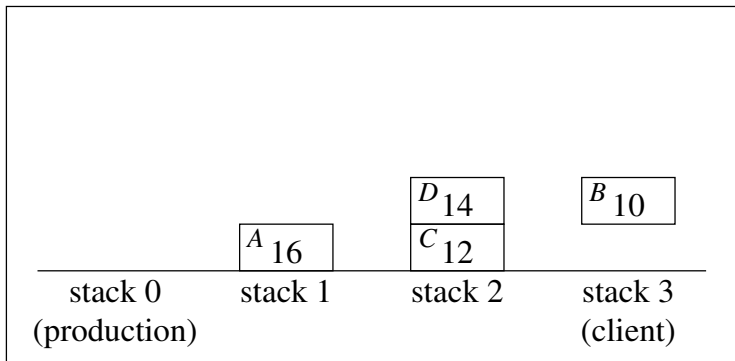 D 14
B 10
A 16
C 12
stack 0 stack 1 stack 2 stack 3
(production) (client)